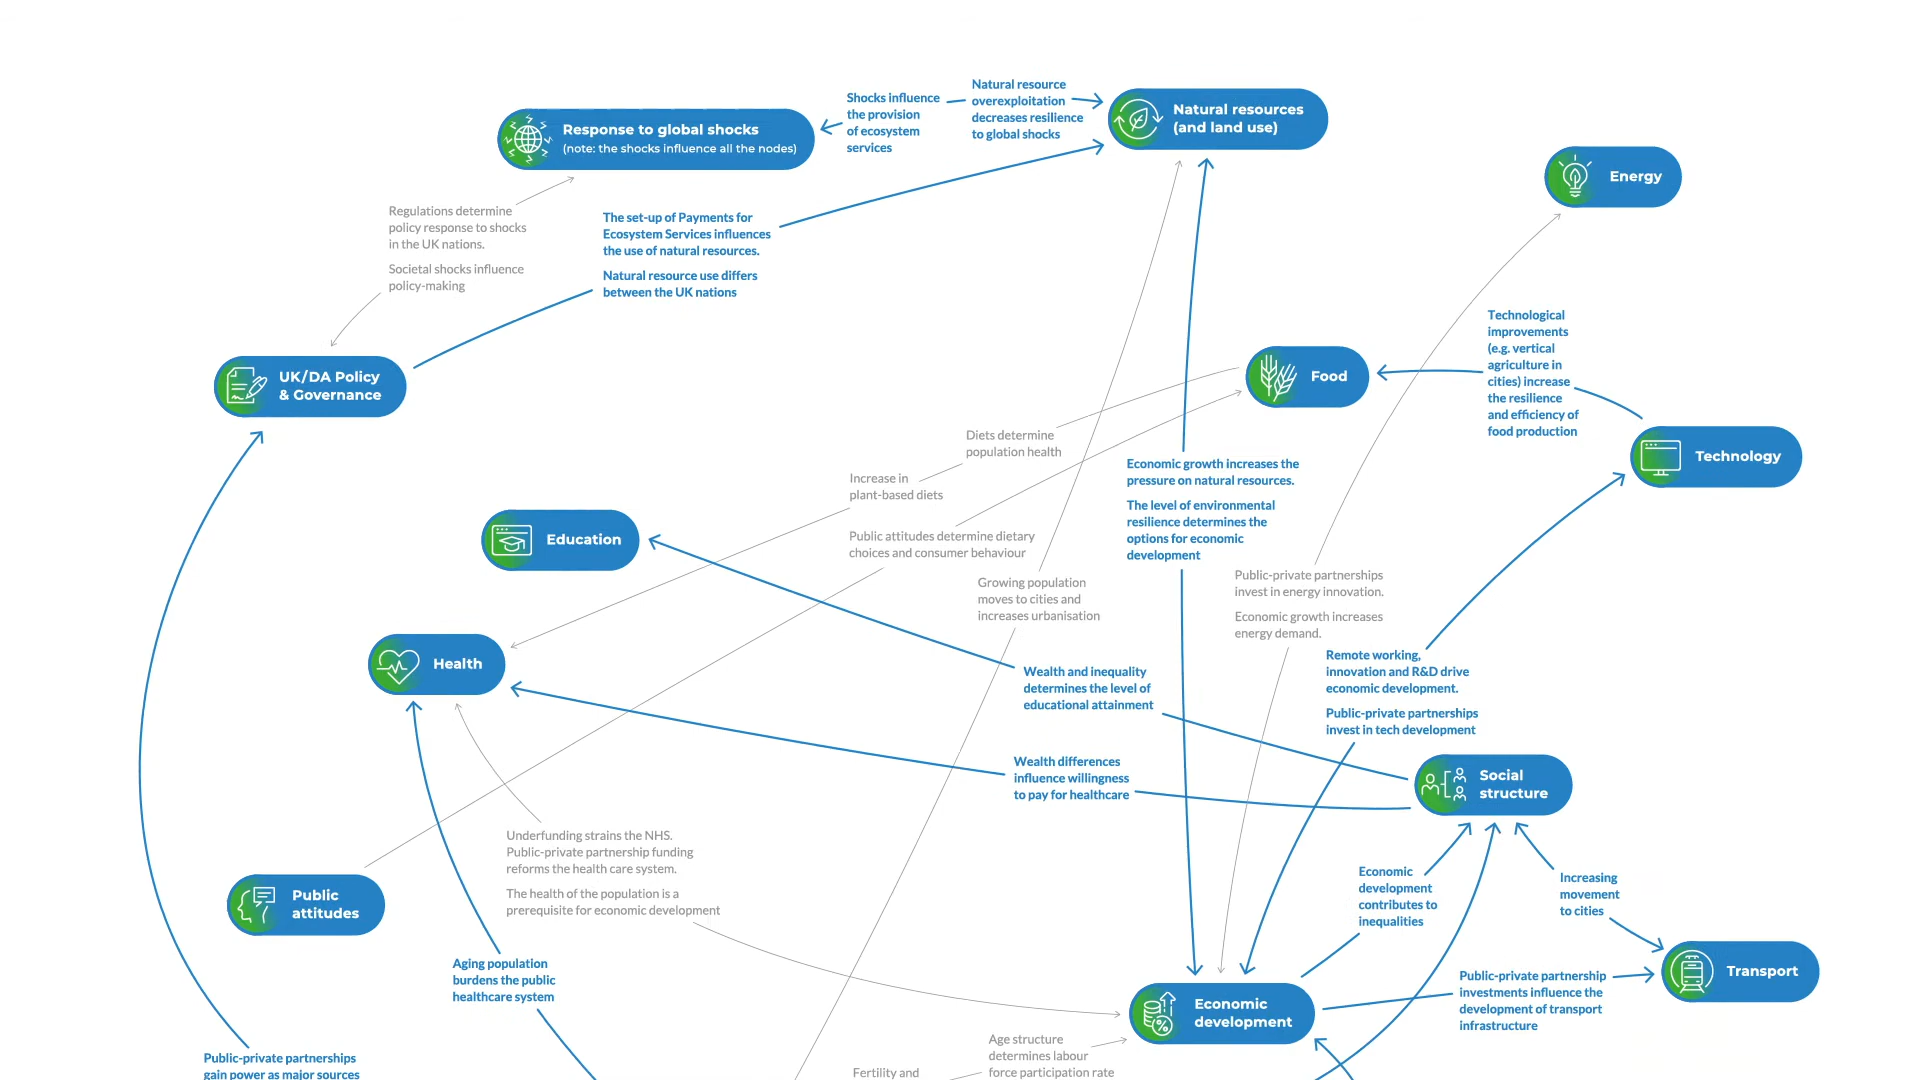 Natural resource
overexploitation
decreases resilience
to global shocks
Shocks influence
the provision
of ecosystem
services
Natural resources
(and land use)
Response to global shocks
(note: the shocks influence all the nodes)
Energy
Regulations determine
policy response to shocks
in the UK nations.
Societal shocks influence
policy-making
The set-up of Payments for
Ecosystem Services influences
the use of natural resources.
Natural resource use differs
between the UK nations
Technological
improvements
(e.g. vertical
agriculture in
cities) increase
the resilience
and efficiency of
food production
UK/DA Policy
& Governance
Food
Technology
Diets determine
population health
Increase in
plant-based diets
Economic growth increases the
pressure on natural resources.
The level of environmental
resilience determines the
options for economic
development
Education
Public attitudes determine dietary
choices and consumer behaviour
Growing population
moves to cities and
increases urbanisation
Public-private partnerships
invest in energy innovation.
Economic growth increases
energy demand.
Health
Wealth and inequality
determines the level of
educational attainment
Remote working,
innovation and R&D drive
economic development.
Public-private partnerships
invest in tech development
Wealth differences
influence willingness
to pay for healthcare
Social
structure
Underfunding strains the NHS.
Public-private partnership funding
reforms the health care system.
The health of the population is a
prerequisite for economic development
Public
attitudes
Economic
development
contributes to
inequalities
Increasing
movement
to cities
Aging population
burdens the public
healthcare system
Transport
Public-private partnership
investments influence the
development of transport
infrastructure
Economic
development
Age structure
determines labour
force participation rate
Fertility and
Public-private partnerships
gain power as major sources